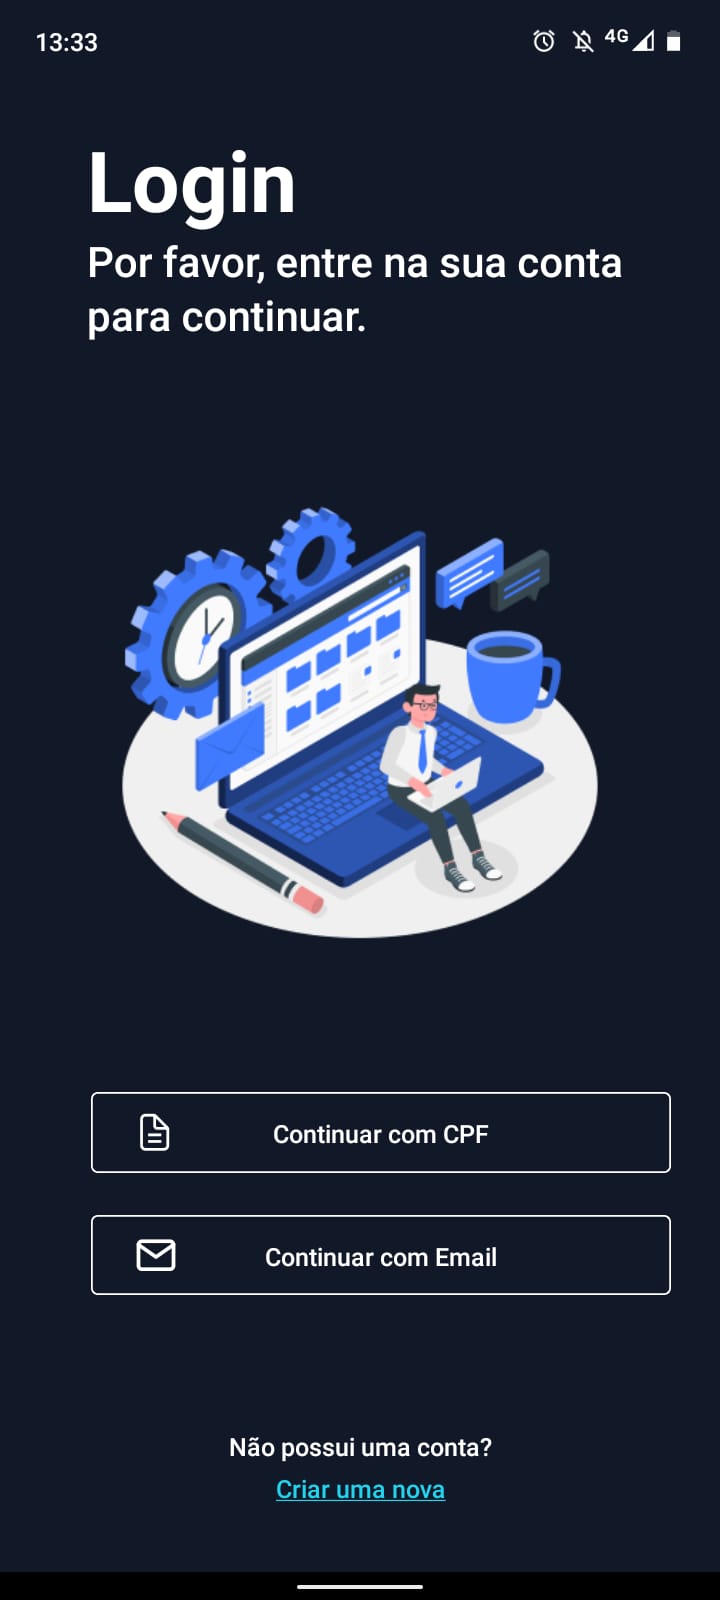 13:33
4G
Login
Por favor, entre na sua conta
para continuar.
Continuar com CPF
Continuar com Email
Não possui uma conta?
Criar uma nova